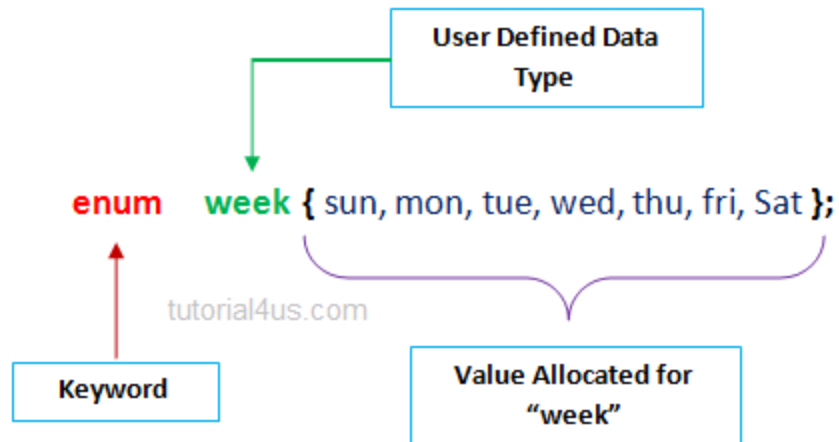 User Defined Data
Type
enum week { sun, mon, tue, wed, thu, fri, Sat };
tutorial4us.com
Keyword
Value Allocated for
“week”